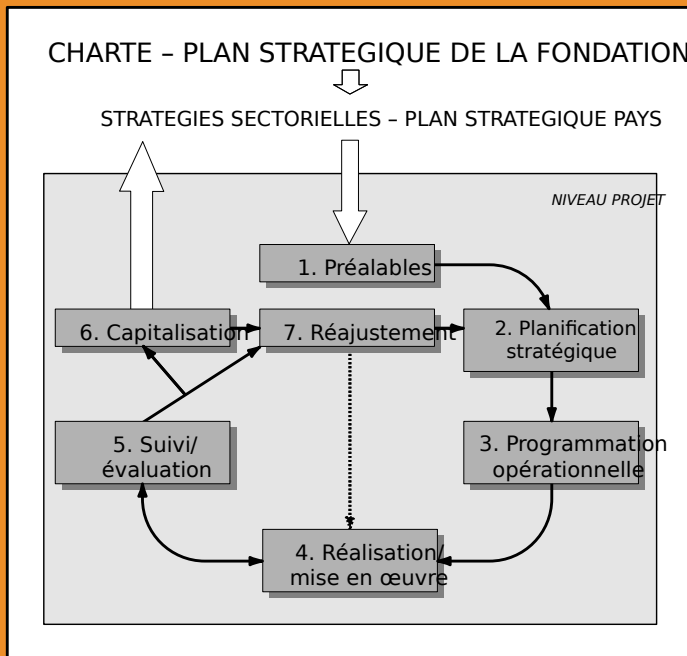 CHARTE – PLAN STRATEGIQUE DE LA FONDATION
STRATEGIES SECTORIELLES – PLAN STRATEGIQUE PAYS
NIVEAU PROJET
1. Préalables
6. Capitalisation
7. Réajustement
2. Planification
stratégique
5. Suivi/
évaluation
3. Programmation
opérationnelle
4. Réalisation/
mise en œuvre